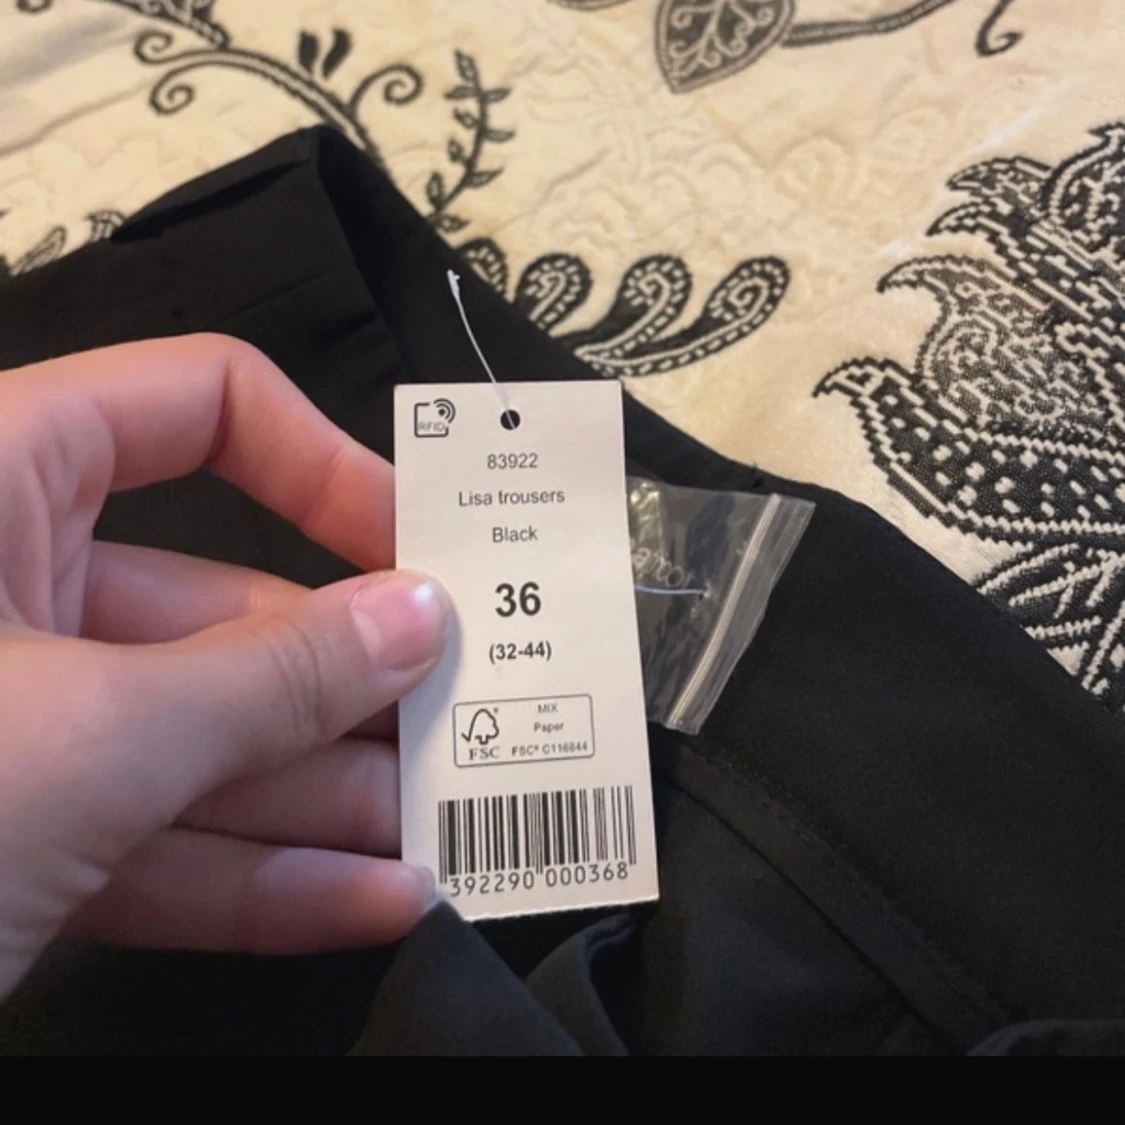 RFID
83922
Lisa trousers
Black
36
(32-44)
MIX
Paper
FSC® C116844
FSC
392290 000368